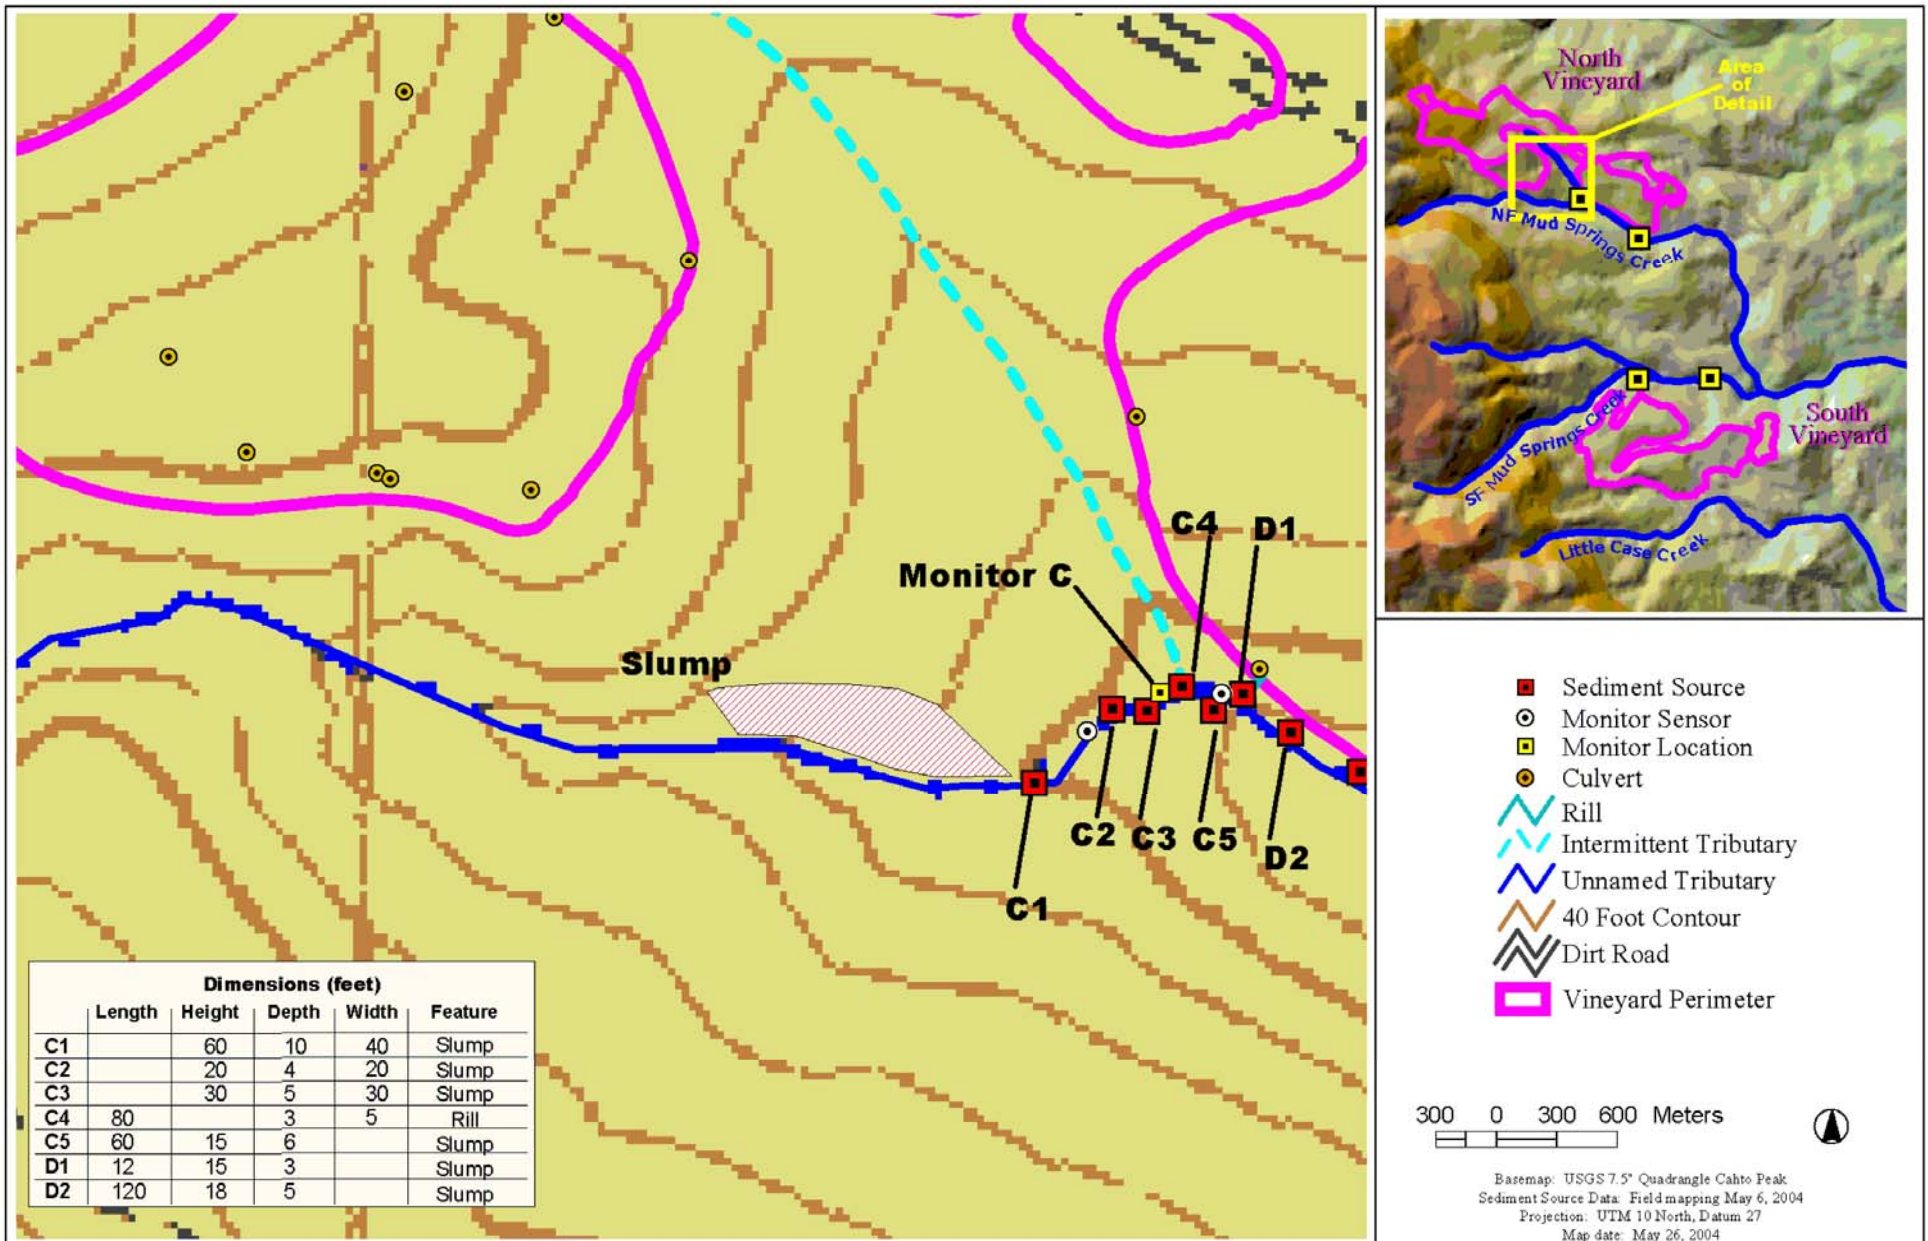 North
Vineyard
Area
of
Detail
NF Mud Springs Creek
SF Mud Springs Creek
South
Vineyard
Little Case Creek
C4
D1
Monitor C
Slump
C2
C3
C5
D2
C1
Dimensions (feet)
Length Height Depth Width Feature
C1 60 10 40 Slump
C2 20 4 20 Slump
C3 30 5 30 Slump
C4 80 3 5 Rill
C5 60 15 6 Slump
D1 12 15 3 Slump
D2 120 18 5 Slump
Sediment Source
Monitor Sensor
Monitor Location
Culvert
Rill
Intermittent Tributary
Unnamed Tributary
40 Foot Contour
Dirt Road
Vineyard Perimeter
300 0 300 600 Meters
Basemap: USGS 7.5" Quadrangle Cahto Peak
Sediment Source Data: Field mapping May 6, 2004
Projection: UTM 10 North, Datum 27
Map date: May 26, 2004